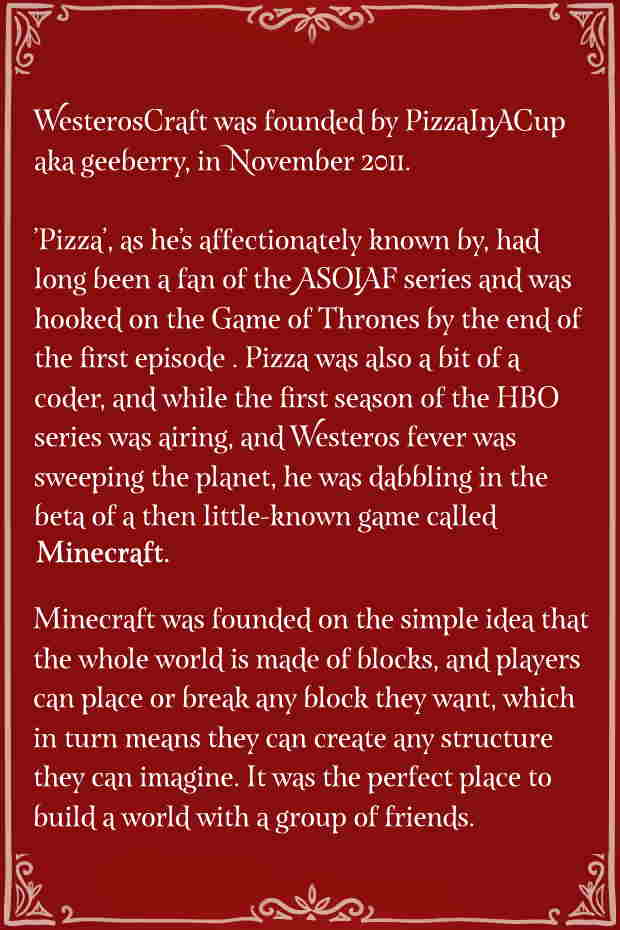 WesterosCraft was founded by PizzaInACup
aka geeberry, in November 2011.
'Pizza', as he's affectionately known by, had
long been a fan of the ASOIAF series and was
hooked on the Game of Thrones by the end of
the first episode . Pizza was also a bit of a
coder, and while the first season of the HBO
series was airing, and Westeros fever was
sweeping the planet, he was dabbling in the
beta of a then little-known game called
Minecraft.
Minecraft was founded on the simple idea that
the whole world is made of blocks, and players
can place or break any block they want, which
in turn means they can create any structure
they can imagine. It was the perfect place to
build a world with a group of friends.